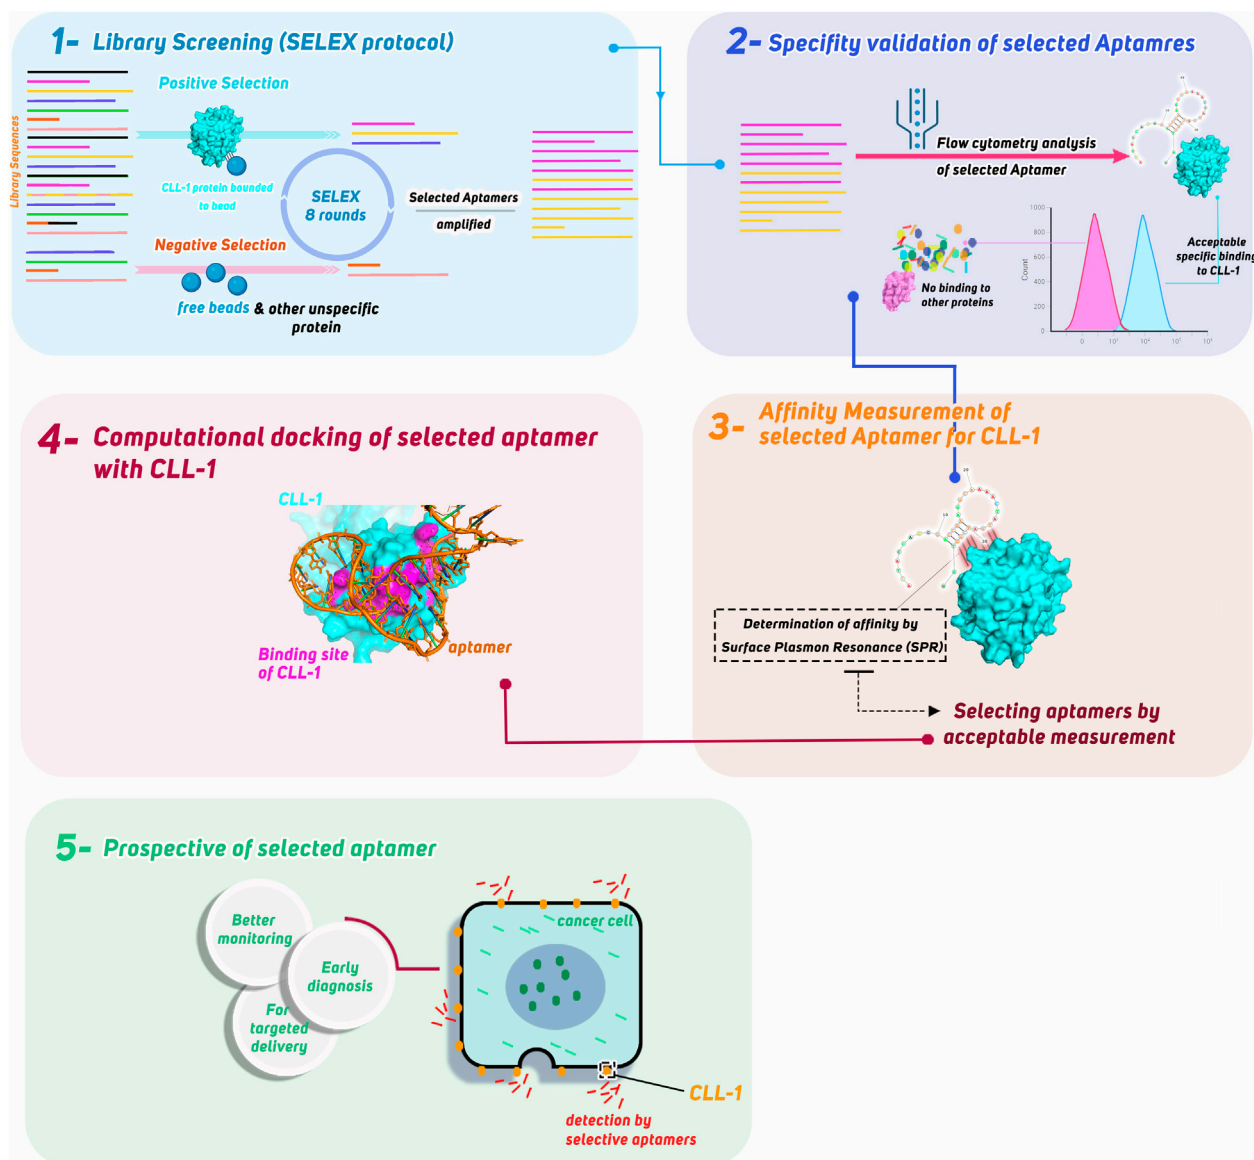 1- Library Screening (SELEX protocol)
Library Sequences
Positive Selection
CLL-1 protein bounded
to bead
SELEX
8 rounds
Selected Aptamers
amplified
Negative Selection
free beads & other unspecific
protein
2- Specifity validation of selected Aptamres
Flow cytometry analysis
of selected Aptamer
No binding to
other proteins
1000
800
600
400
200
0
Count
0
Acceptable
specific binding
to CLL-1
3- Affinity Measurement of
selected Aptamer for CLL-1
Determination of affinity by
Surface Plasmon Resonance (SPR)
Selecting aptamers by
acceptable measurement
4- Computational docking of selected aptamer
with CLL-1
CLL-1
Binding site
of CLL-1
aptamer
5- Prospective of selected aptamer
Better
monitoring
Early
diagnosis
For
targeted
delivery
cancer cell
CLL-1
detection by
selective aptamers